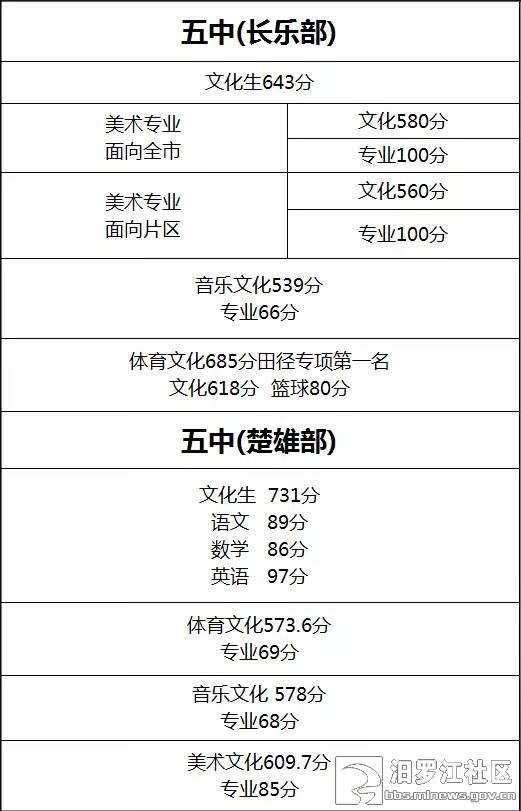 五中(长乐部)
文化生643分
美术专业
面向全市
文化580分
专业100分
美术专业
面向片区
文化560分
专业100分
音乐文化539分
专业66分
体育文化685分田径专项第一名
文化618分 篮球80分
五中(楚雄部)
文化生 731分
语文 89分
数学 86分
英语 97分
体育文化573.6分
专业69分
音乐文化 578分
专业68分
美术文化609.7分
专业85分
汨罗江社区
bbs.mlnews.gov.cn